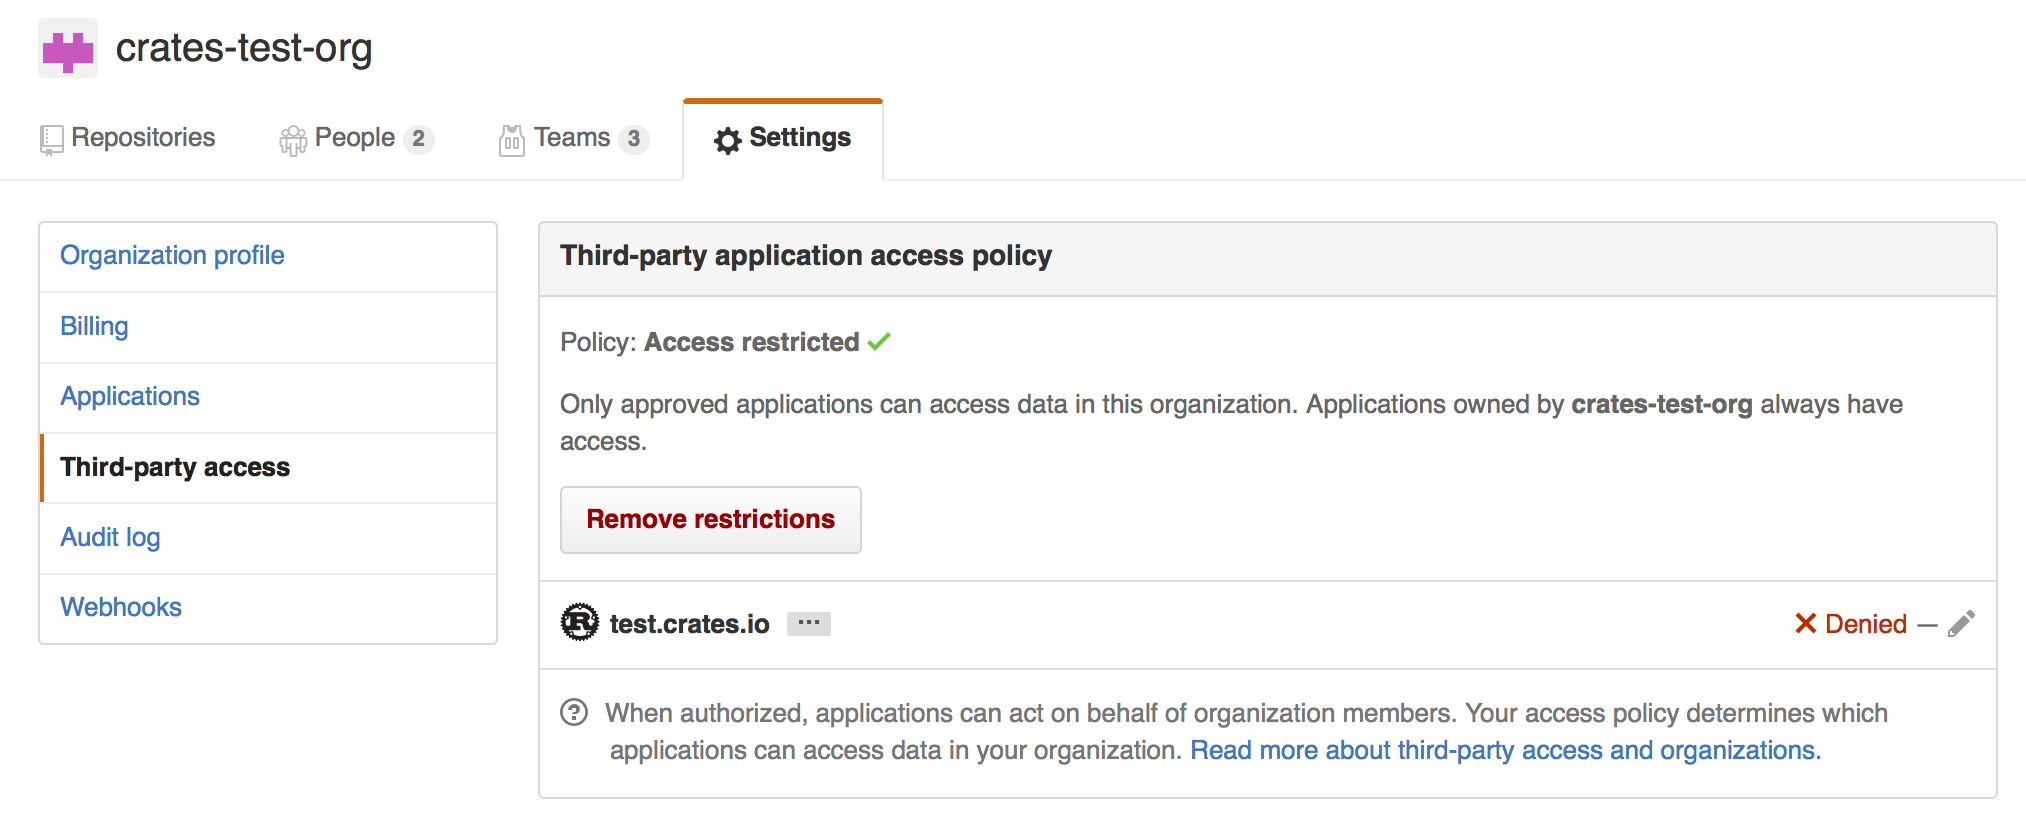 crates-test-org
Repositories People 2 Teams 3 Settings
Organization profile
Billing
Applications
Third-party access
Audit log
Webhooks
Third-party application access policy
Policy: Access restricted
Only approved applications can access data in this organization. Applications owned by crates-test-org always have
access.
Remove restrictions
R test.crates.io ··· Denied —
When authorized, applications can act on behalf of organization members. Your access policy determines which
applications can access data in your organization. Read more about third-party access and organizations.